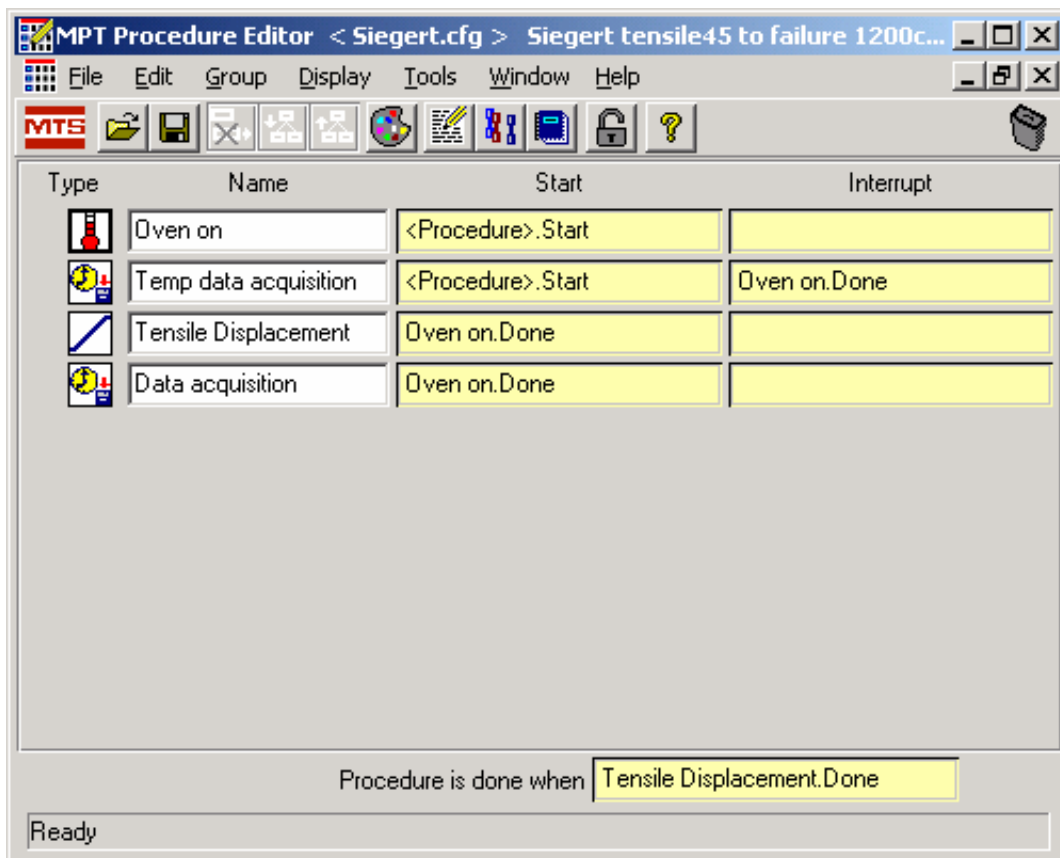 MPT Procedure Editor < Siegert.cfg > Siegert tensile45 to failure 1200c...
File Edit Group Display Tools Window Help
MTS
Type Name Start Interrupt
Oven on <Procedure>.Start
Temp data acquisition <Procedure>.Start Oven on.Done
Tensile Displacement Oven on.Done
Data acquisition Oven on.Done
Procedure is done when Tensile Displacement.Done
Ready